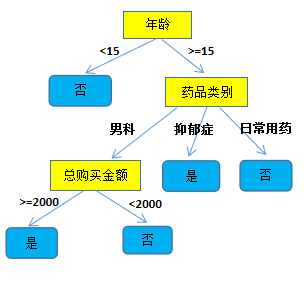 年龄
<15
>=15
否
药品类别
男科
抑郁症
日常用药
总购买金额
是
否
>=2000
<2000
是
否